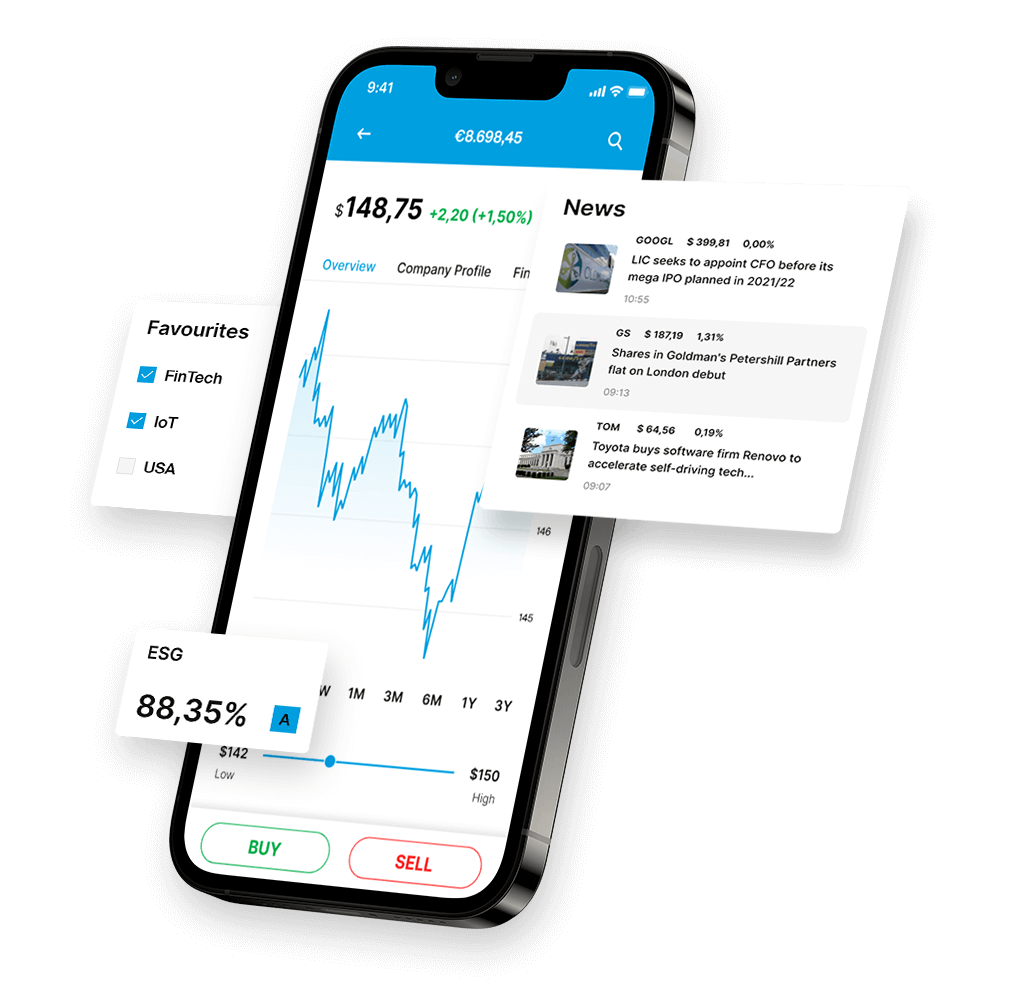 9:41
€8.698,45
$148,75 +2,20 (+1,50%)
Overview Company Profile Fin
News
GOOGL $ 399,81 0,00%
LIC seeks to appoint CFO before its
mega IPO planned in 2021/22
10:55
GS $ 187,19 1,31%
Shares in Goldman's Petershill Partners
flat on London debut
09:13
TOM $ 64,56 0,19%
Toyota buys software firm Renovo to
accelerate self-driving tech...
09:07
Favourites
FinTech
IoT
USA
146
145
ESG
88,35% A
W 1M 3M 6M 1Y 3Y
$142
Low
$150
High
BUY
SELL